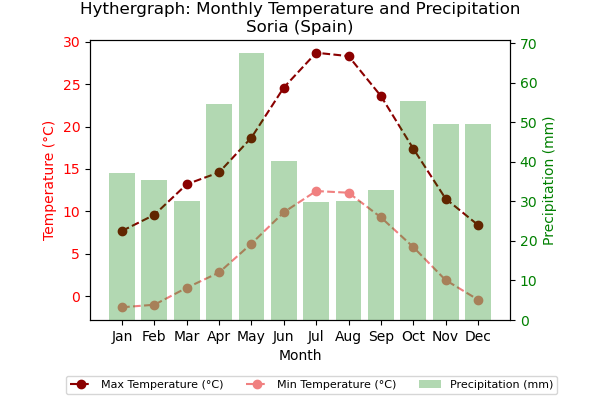 Hythergraph: Monthly Temperature and Precipitation
Soria (Spain)
30
25
20
15
10
5
0
Temperature (°C)
70
60
50
40
30
20
10
0
Precipitation (mm)
Jan Feb Mar Apr May Jun Jul Aug Sep Oct Nov Dec
Month
Max Temperature (°C) Min Temperature (°C) Precipitation (mm)